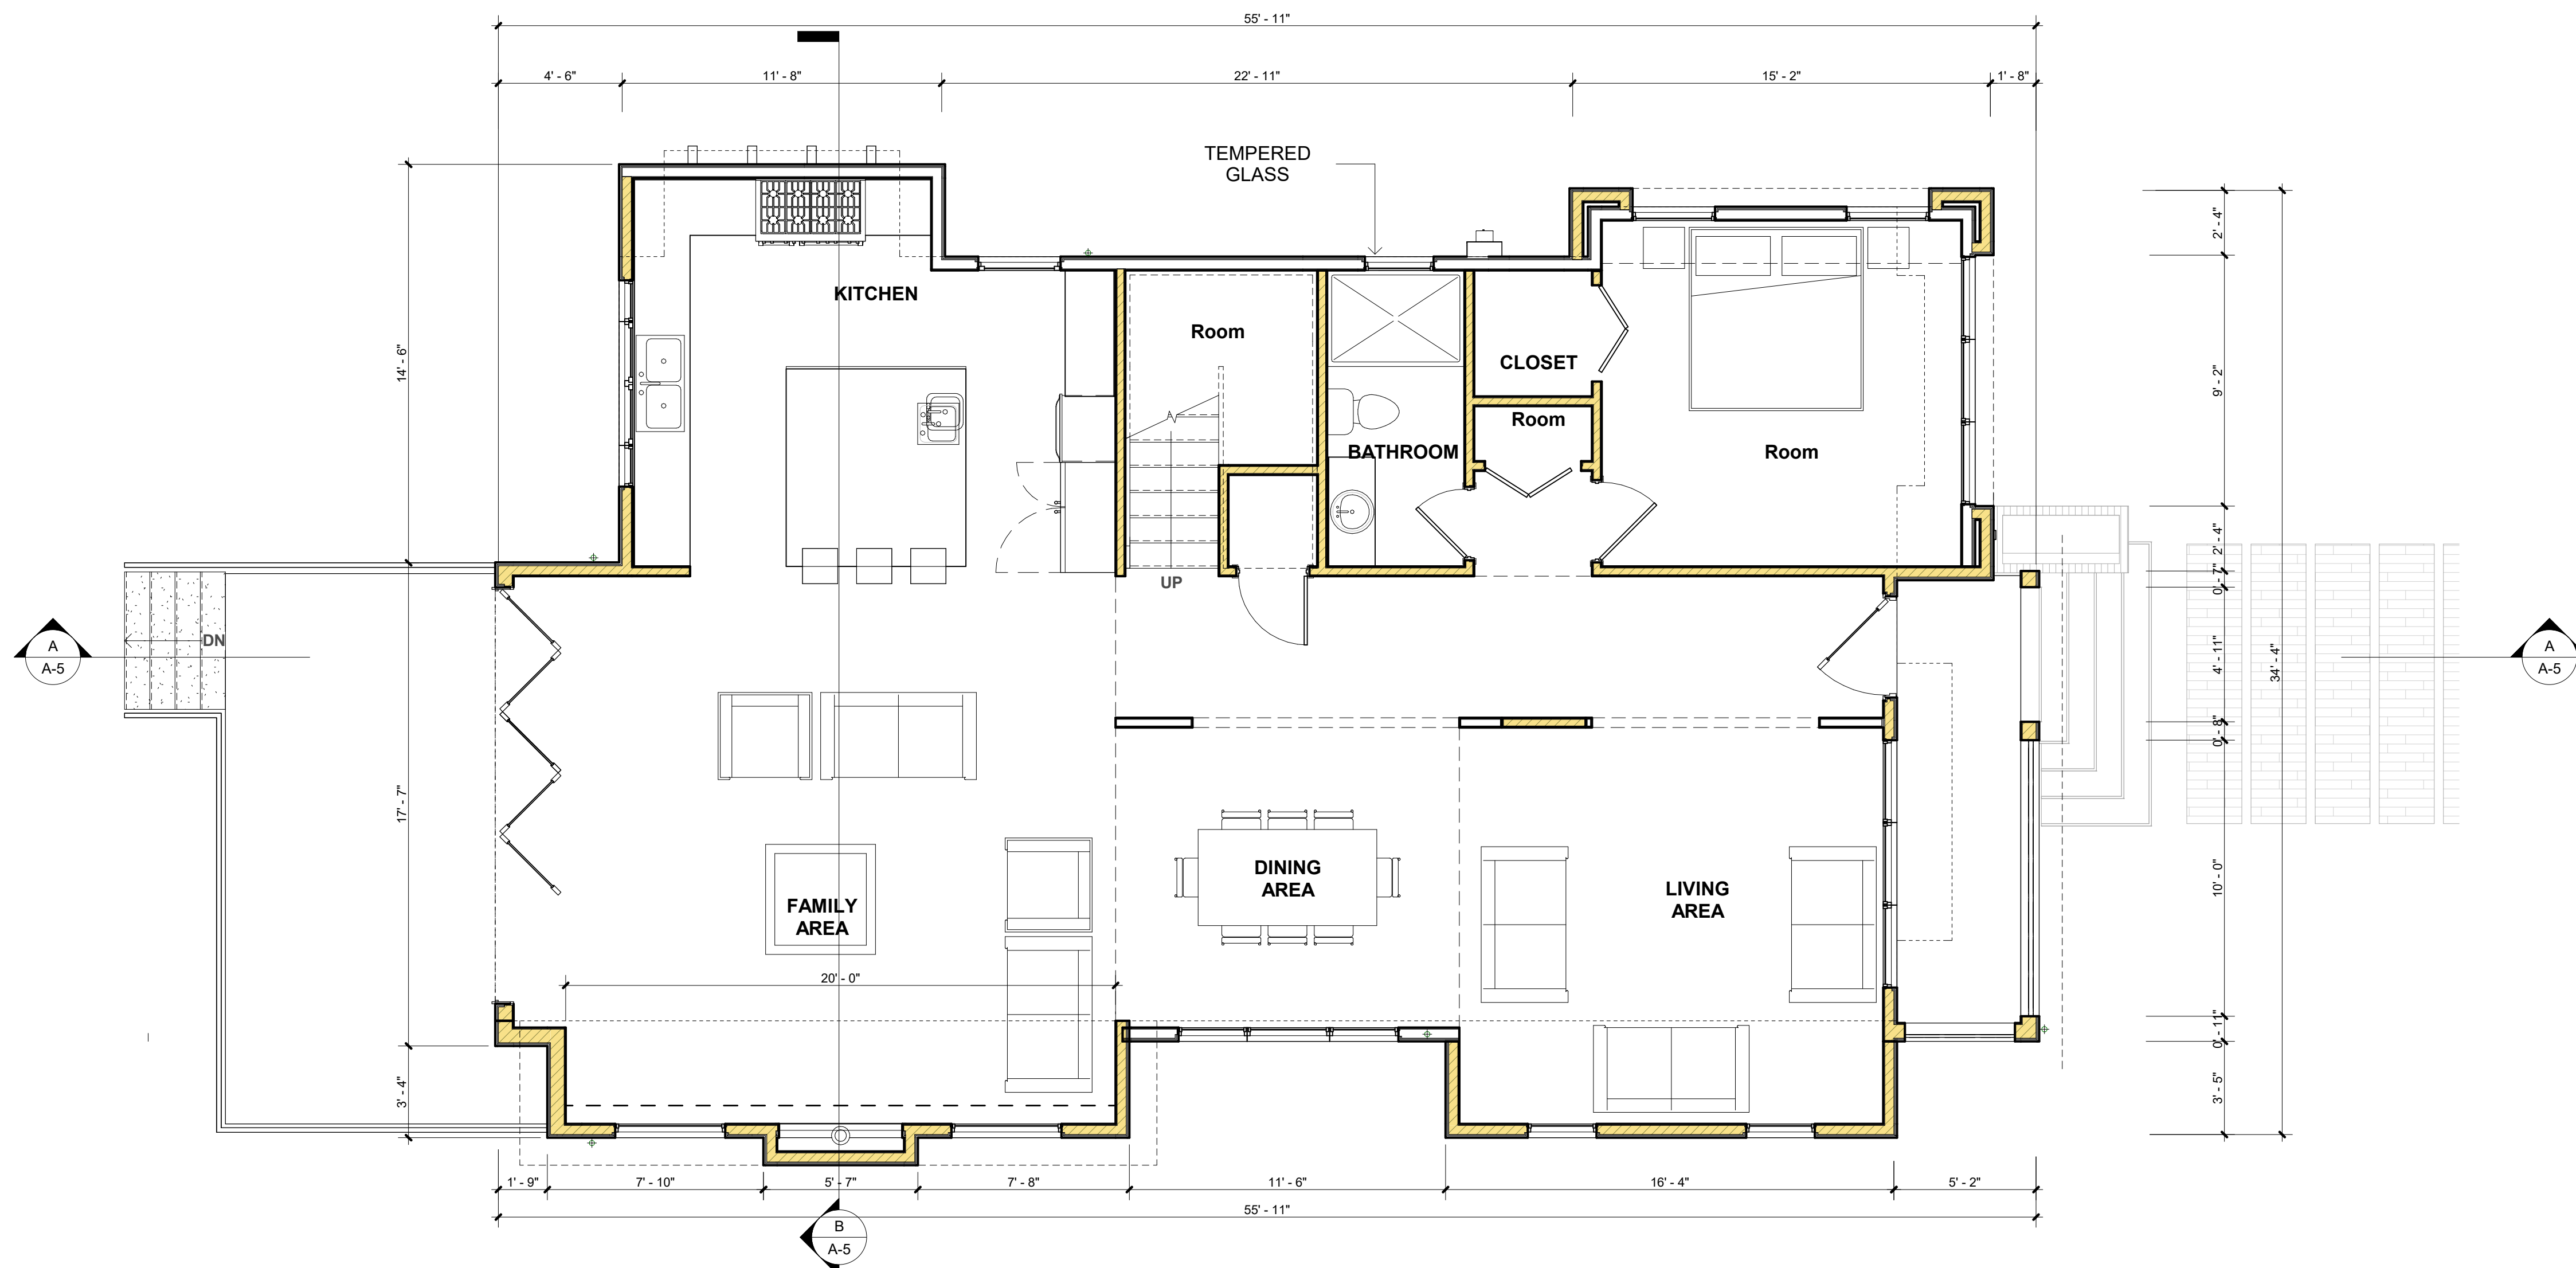 55' - 11"
4' - 6"
11' - 8"
22' - 11"
15' - 2"
1' - 8"
TEMPERED
GLASS
KITCHEN
Room
CLOSET
Room
BATHROOM
Room
UP
DN
14' - 6"
17' - 7"
3' - 4"
2' - 4"
9' - 2"
2' - 4"
0' - 7"
4' - 11"
0' - 8"
10' - 0"
0' - 11"
3' - 5"
34' - 4"
A
A-5
A
A-5
FAMILY
AREA
DINING
AREA
LIVING
AREA
20' - 0"
1' - 9"
7' - 10"
5' - 7"
7' - 8"
11' - 6"
16' - 4"
5' - 2"
55' - 11"
B
A-5